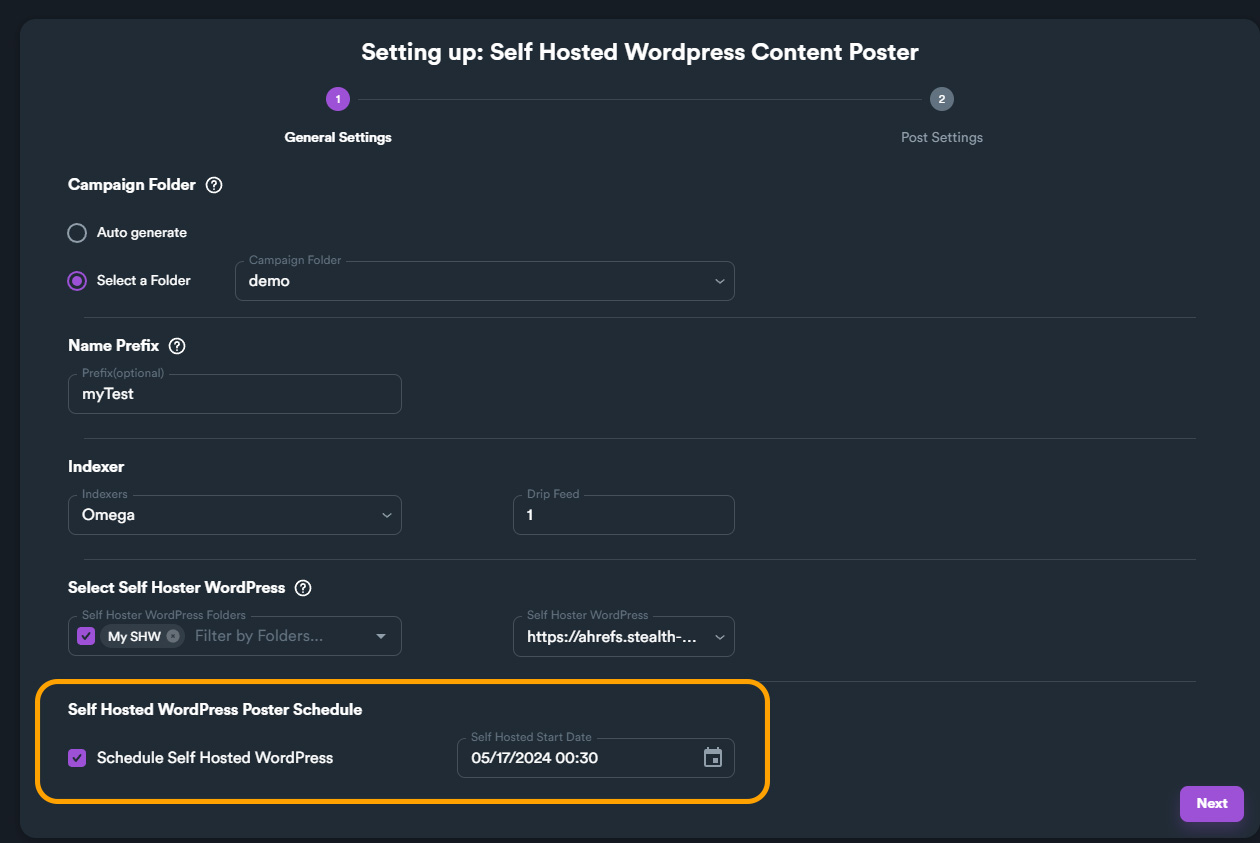 Setting up: Self Hosted Wordpress Content Poster
1
2
General Settings
Post Settings
Campaign Folder ?
Auto generate
Campaign Folder
Select a Folder
demo
Name Prefix ?
Prefix(optional)
myTest
Indexer
Indexers
Drip Feed
Omega
1
Select Self Hoster WordPress ?
Self Hoster WordPress Folders
Self Hoster WordPress
My SHW Filter by Folders...
https://ahrefs.stealth-...
Self Hosted WordPress Poster Schedule
Self Hosted Start Date
Schedule Self Hosted WordPress
05/17/2024 00:30
Next